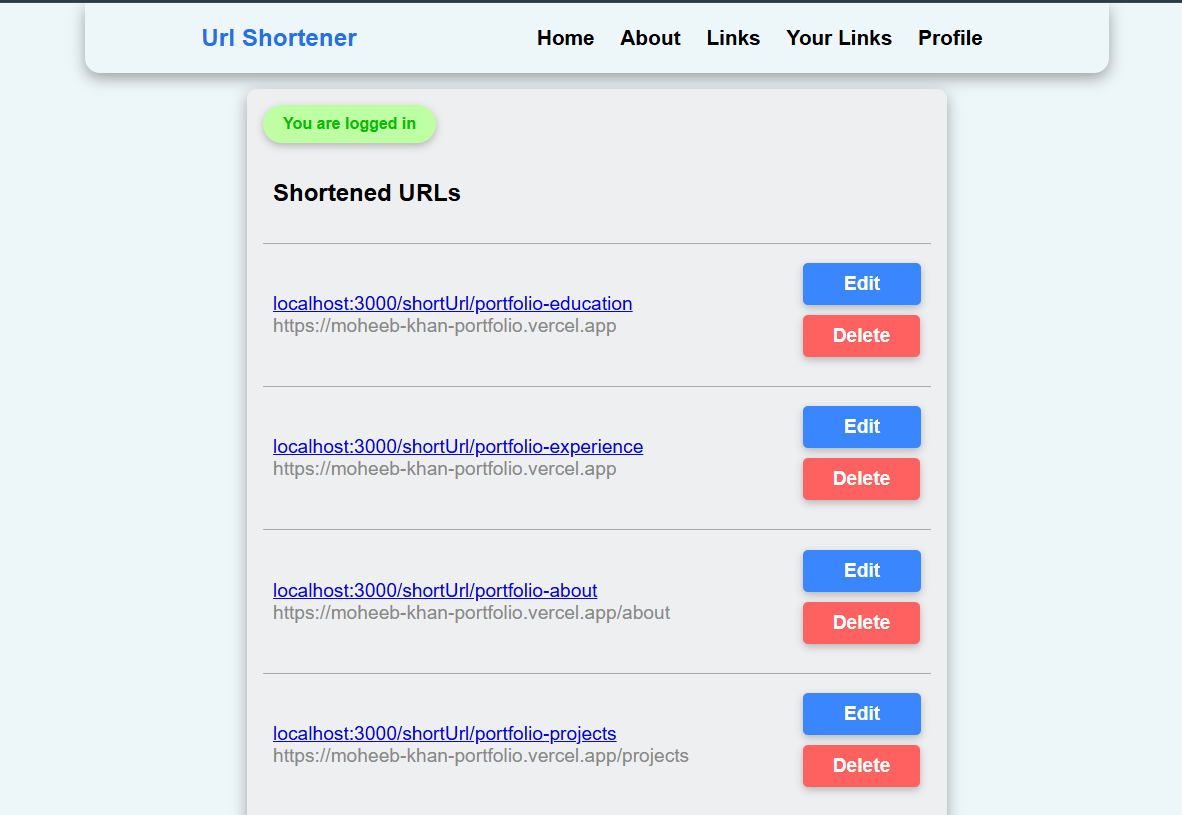 Url Shortener Home About Links Your Links Profile
You are logged in
Shortened URLs
localhost:3000/shortUrl/portfolio-education
https://moheeb-khan-portfolio.vercel.app
Edit
Delete
localhost:3000/shortUrl/portfolio-experience
https://moheeb-khan-portfolio.vercel.app
Edit
Delete
localhost:3000/shortUrl/portfolio-about
https://moheeb-khan-portfolio.vercel.app/about
Edit
Delete
localhost:3000/shortUrl/portfolio-projects
https://moheeb-khan-portfolio.vercel.app/projects
Edit
Delete